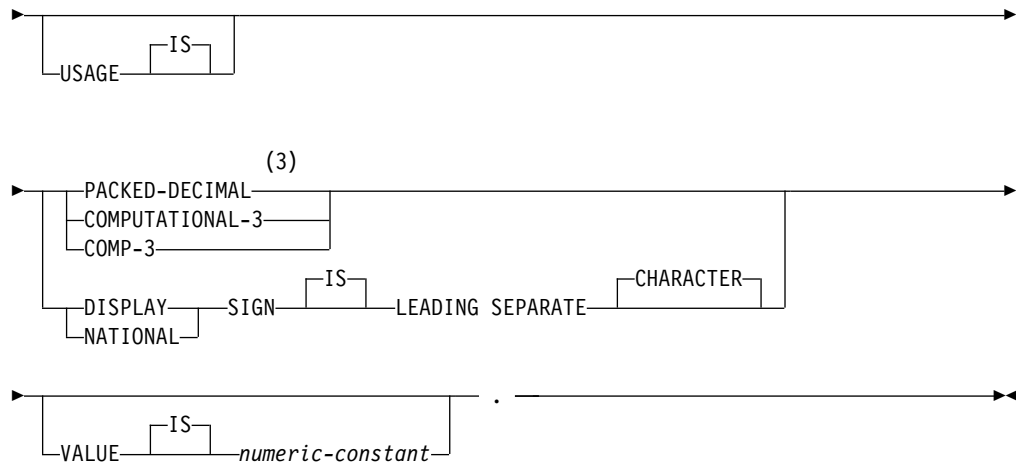 IS
USAGE
(3)
PACKED-DECIMAL
COMPUTATIONAL-3
COMP-3
IS CHARACTER
DISPLAY SIGN LEADING SEPARATE
NATIONAL
.
IS
VALUE numeric-constant